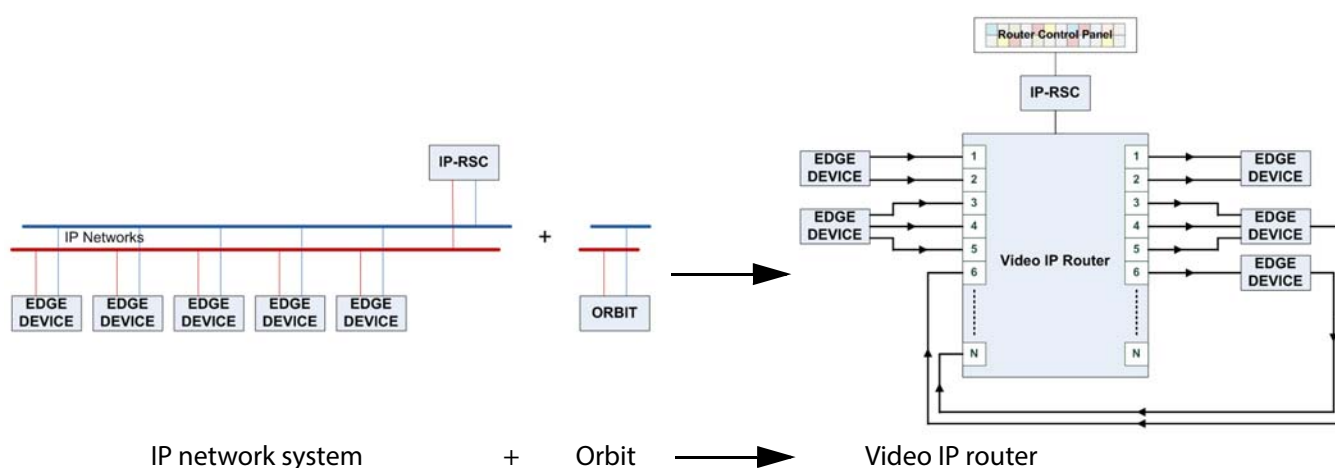 Router Control Panel
IP-RSC
IP-RSC
IP Networks
EDGE
DEVICE
EDGE
DEVICE
EDGE
DEVICE
EDGE
DEVICE
EDGE
DEVICE
+
ORBIT
EDGE
DEVICE
EDGE
DEVICE
1
2
3
4
5
6
N
Video IP Router
1
2
3
4
5
6
N
EDGE
DEVICE
EDGE
DEVICE
EDGE
DEVICE
IP network system + Orbit Video IP router